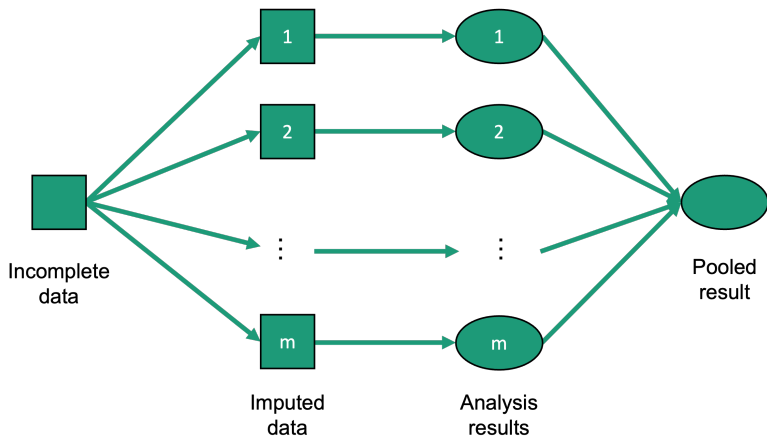 1
1
2
2
⋮
⋮
Incomplete
data
Pooled
result
m
m
Imputed
data
Analysis
results